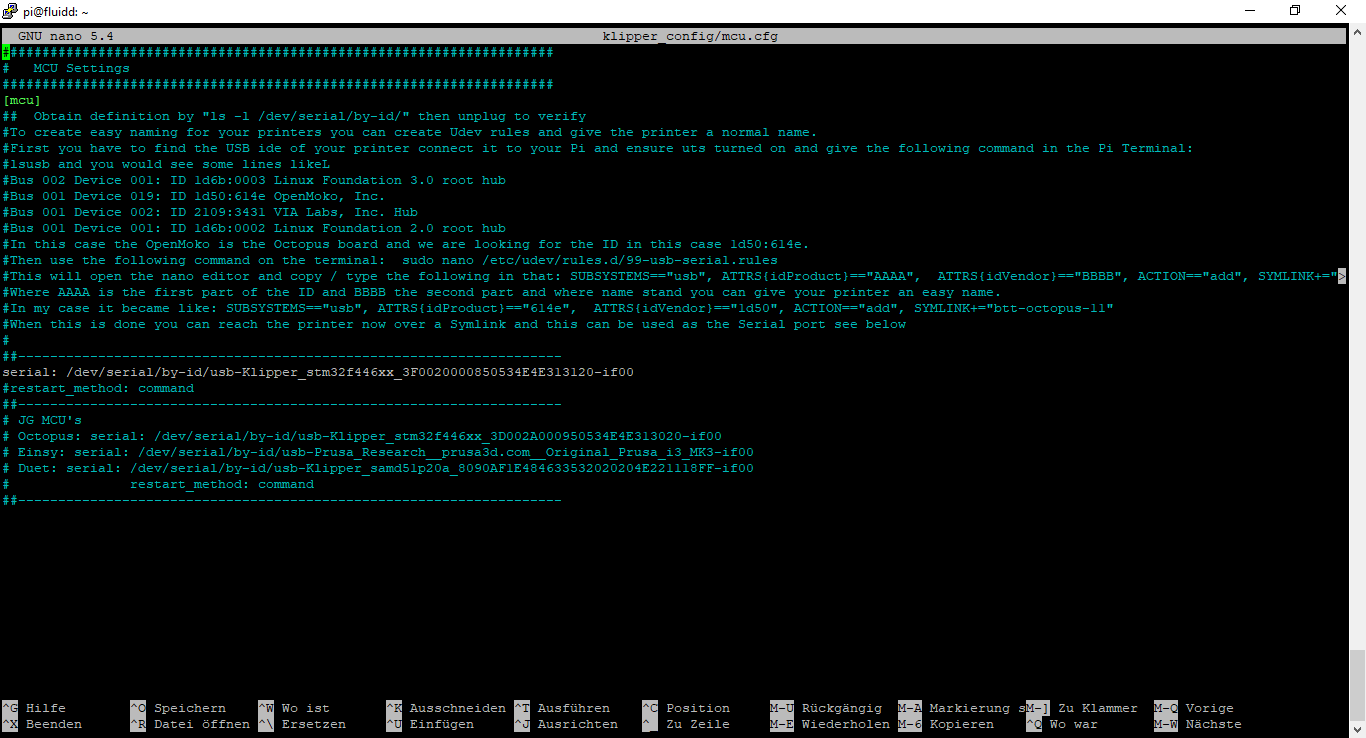 pi@fluidd: ~
GNU nano 5.4 klipper_config/mcu.cfg
####################################################################
# MCU Settings
#####################################################################
[mcu]
## Obtain definition by "ls -l /dev/serial/by-id/" then unplug to verify
#To create easy naming for your printers you can create Udev rules and give the printer a normal name.
#First you have to find the USB ide of your printer connect it to your Pi and ensure uts turned on and give the following command in the Pi Terminal:
#lsusb and you would see some lines likeL
#Bus 002 Device 001: ID 1d6b:0003 Linux Foundation 3.0 root hub
#Bus 001 Device 019: ID 1d50:614e OpenMoko, Inc.
#Bus 001 Device 002: ID 2109:3431 VIA Labs, Inc. Hub
#Bus 001 Device 001: ID 1d6b:0002 Linux Foundation 2.0 root hub
#In this case the OpenMoko is the Octopus board and we are looking for the ID in this case 1d50:614e.
#Then use the following command on the terminal:  sudo nano /etc/udev/rules.d/99-usb-serial.rules
#This will open the nano editor and copy / type the following in that: SUBSYSTEMS=="usb", ATTRS{idProduct}=="AAAA",  ATTRS{idVendor}=="BBBB", ACTION=="add", SYMLINK+=">
#Where AAAA is the first part of the ID and BBBB the second part and where name stand you can give your printer an easy name.
#In my case it became like: SUBSYSTEMS=="usb", ATTRS{idProduct}=="614e",  ATTRS{idVendor}=="1d50", ACTION=="add", SYMLINK+="btt-octopus-11"
#When this is done you can reach the printer now over a Symlink and this can be used as the Serial port see below
#
##--------------------------------------------------------------------
serial: /dev/serial/by-id/usb-Klipper_stm32f446xx_3F0020000850534E4E313120-if00
#restart_method: command
##--------------------------------------------------------------------
# JG MCU's
# Octopus: serial: /dev/serial/by-id/usb-Klipper_stm32f446xx_3D002A000950534E4E313020-if00
# Einsy: serial: /dev/serial/by-id/usb-Prusa_Research__prusa3d.com__Original_Prusa_i3_MK3-if00
# Duet: serial: /dev/serial/by-id/usb-Klipper_samd51p20a_8090AF1E484633532020204E221118FF-if00
# restart_method: command
##--------------------------------------------------------------------
^G Hilfe ^O Speichern ^W Wo ist ^K Ausschneiden ^T Ausführen ^C Position M-U Rückgängig M-A Markierung s M-] Zu Klammer M-Q Vorige
^X Beenden ^R Datei öffnen ^\ Ersetzen ^U Einfügen ^J Ausrichten ^_ Zu Zeile M-E Wiederholen M-6 Kopieren ^Q Wo war M-W Nächste